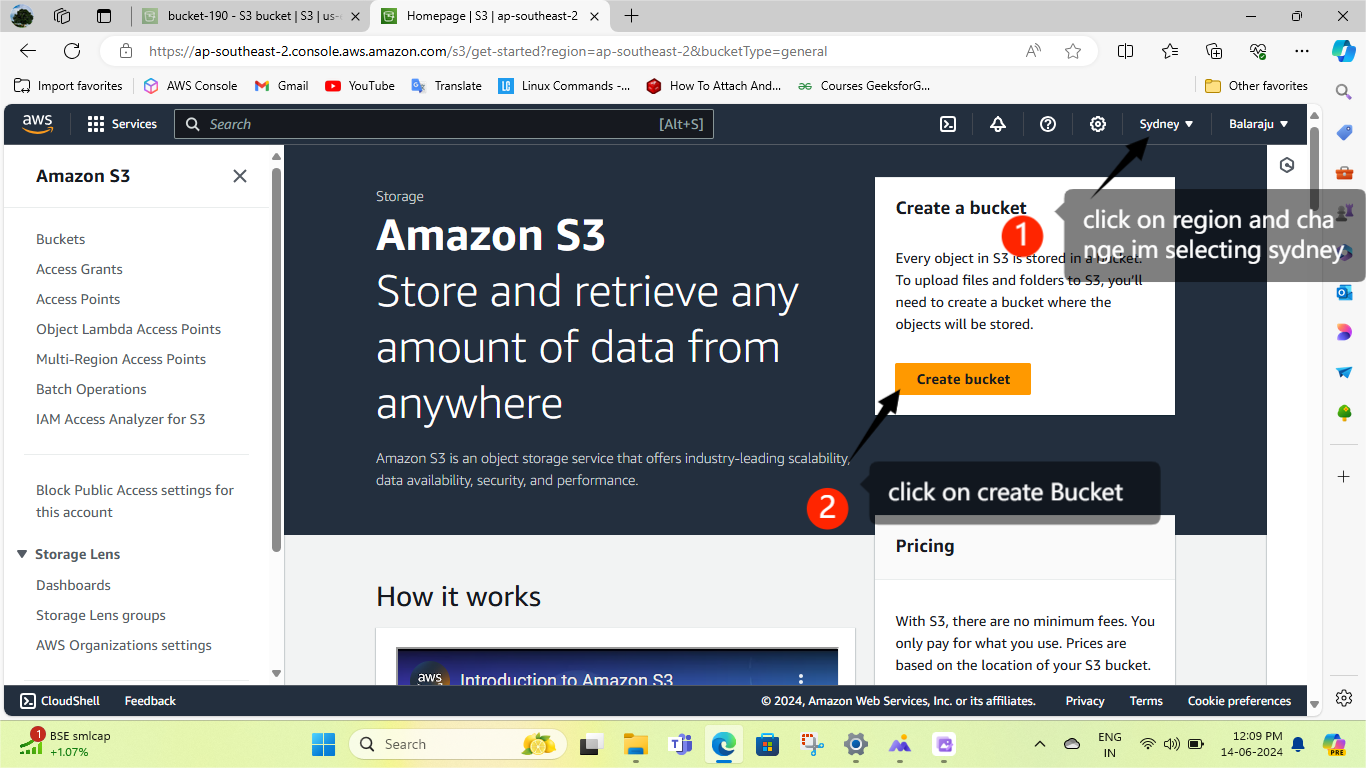 bucket-190 - S3 bucket | S3 | us-
Homepage | S3 | ap-southeast-2
https://ap-southeast-2.console.aws.amazon.com/s3/get-started?region=ap-southeast-2&bucketType=general
Import favorites
AWS Console
Gmail
YouTube
Translate
LC
Linux Commands -...
How To Attach And...
Courses GeeksforG...
Other favorites
aws
Services
Search
[Alt+S]
Sydney
Balaraju
Amazon S3
Buckets
Access Grants
Access Points
Object Lambda Access Points
Multi-Region Access Points
Batch Operations
IAM Access Analyzer for S3
Block Public Access settings for
this account
Storage Lens
Dashboards
Storage Lens groups
AWS Organizations settings
Storage
Amazon S3
Store and retrieve any
amount of data from
anywhere
Amazon S3 is an object storage service that offers industry-leading scalability,
data availability, security, and performance.
Create a bucket
1
click on region and cha
nge im selecting sydney
Every object in S3 is stored in a bucket.
To upload files and folders to S3, you'll
need to create a bucket where the
objects will be stored.
Create bucket
2
click on create Bucket
Pricing
With S3, there are no minimum fees. You
only pay for what you use. Prices are
based on the location of your S3 bucket.
How it works
aws
Introduction to Amazon S3
CloudShell
Feedback
© 2024, Amazon Web Services, Inc. or its affiliates.
Privacy
Terms
Cookie preferences
1
BSE smlcap
+1.07%
Search
ENG
IN
12:09 PM
14-06-2024
PRE